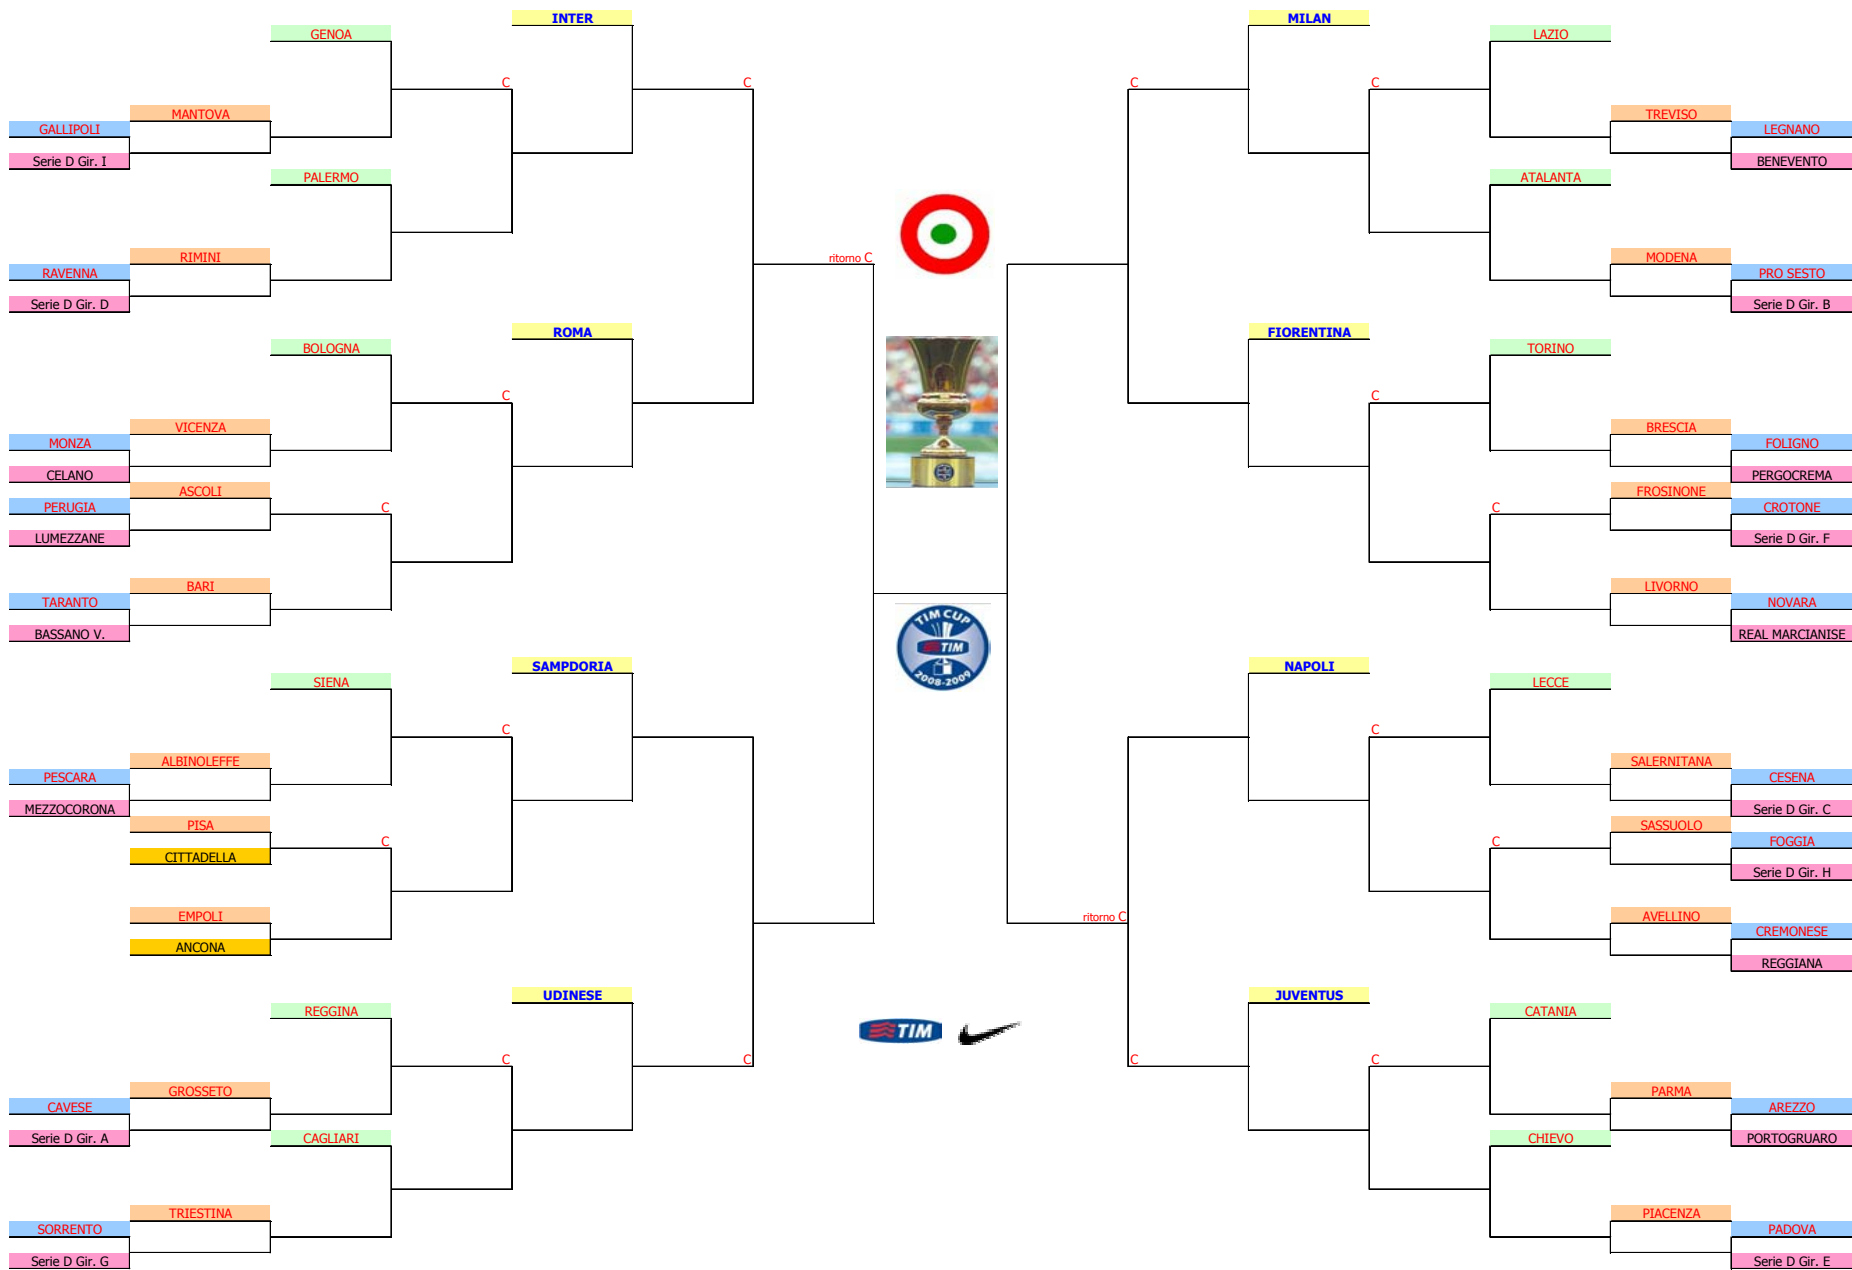 INTER
MILAN
GENOA
LAZIO
C
C
C
C
MANTOVA
TREVISO
GALLIPOLI
LEGNANO
Serie D Gir. I
BENEVENTO
PALERMO
ATALANTA
RIMINI
MODENA
ritorno C
RAVENNA
PRO SESTO
Serie D Gir. D
Serie D Gir. B
ROMA
FIORENTINA
BOLOGNA
TORINO
C
C
VICENZA
BRESCIA
MONZA
FOLIGNO
CELANO
PERGOCREMA
ASCOLI
FROSINONE
PERUGIA
C
C
CROTONE
LUMEZZANE
Serie D Gir. F
BARI
LIVORNO
TARANTO
NOVARA
TIM CUP
BASSANO V.
REAL MARCIANISE
TIM
2008-2009
SAMPDORIA
NAPOLI
SIENA
LECCE
C
C
ALBINOLEFFE
SALERNITANA
PESCARA
CESENA
MEZZOCORONA
Serie D Gir. C
PISA
SASSUOLO
C
C
FOGGIA
CITTADELLA
Serie D Gir. H
EMPOLI
ritorno C
AVELLINO
CREMONESE
ANCONA
REGGIANA
UDINESE
JUVENTUS
REGGINA
CATANIA
TIM
C
C
C
C
GROSSETO
PARMA
CAVESE
AREZZO
Serie D Gir. A
CAGLIARI
CHIEVO
PORTOGRUARO
TRIESTINA
PIACENZA
SORRENTO
PADOVA
Serie D Gir. G
Serie D Gir. E